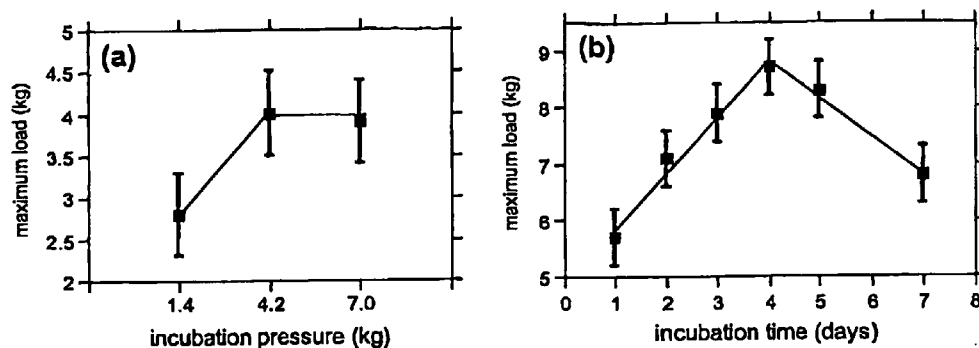 (a)
maximum load (kg)
5
4.5
4
3.5
3
2.5
2
1.4 4.2 7.0
incubation pressure (kg)
(b)
maximum load (kg)
9
8
7
6
5
0 1 2 3 4 5 6 7 8
incubation time (days)